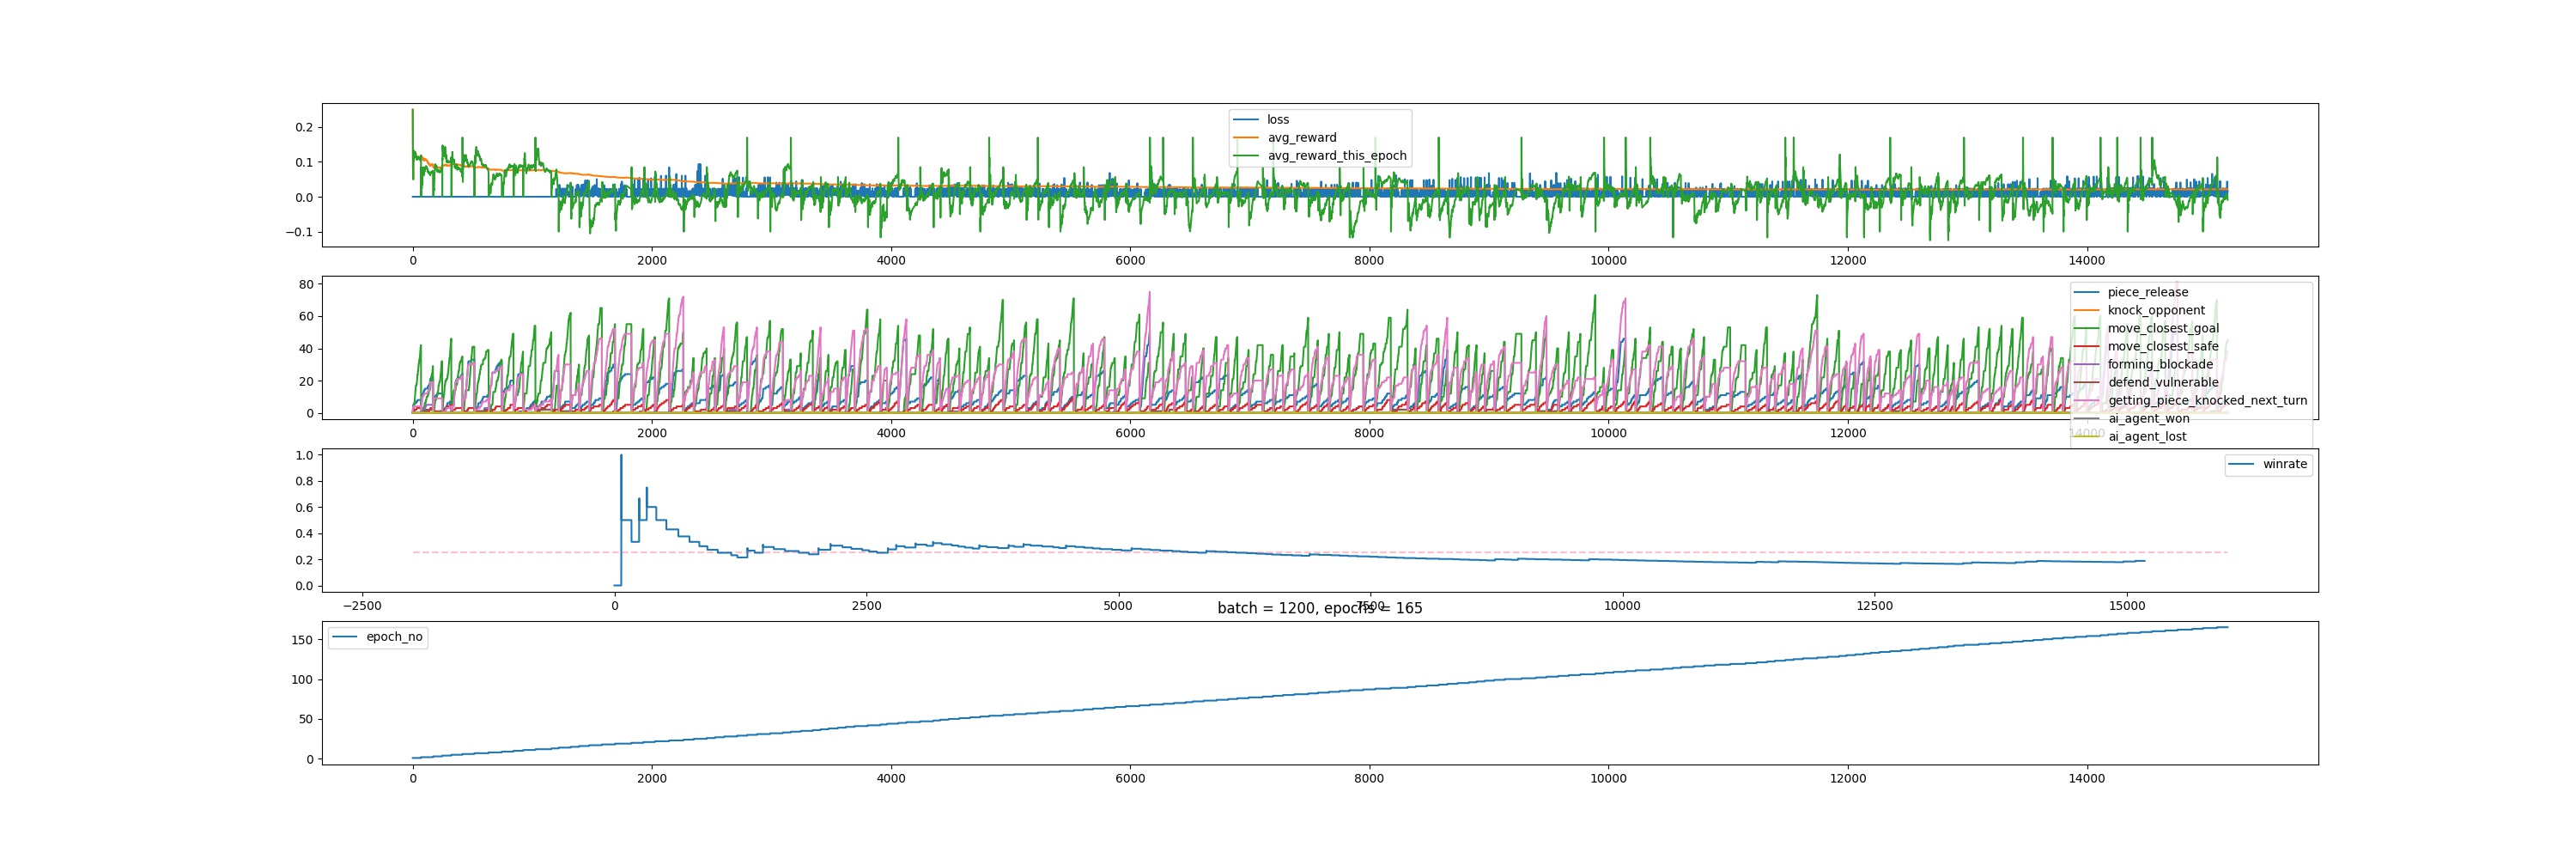 0.2
0.1
0.0
−0.1
loss
avg_reward
avg_reward_this_epoch
0 2000 4000 6000 8000 10000 12000 14000
80
60
40
20
0
piece_release
knock_opponent
move_closest_goal
move_closest_safe
forming_blockade
defend_vulnerable
getting_piece_knocked_next_turn
ai_agent_won
ai_agent_lost
0 2000 4000 6000 8000 10000 12000 14000
1.0
0.8
0.6
0.4
0.2
0.0
winrate
−2500 0 2500 5000 7500 10000 12500 15000
batch = 1200, epochs = 165
150
100
50
0
epoch_no
0 2000 4000 6000 8000 10000 12000 14000